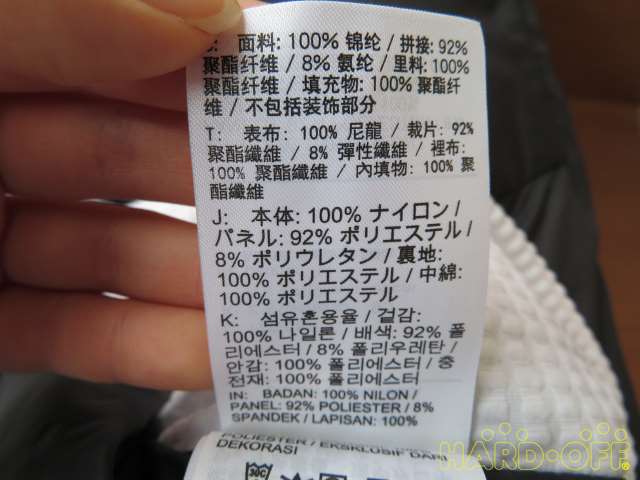 : 面料: 100% 锦纶 / 拼接: 92%
聚酯纤维 / 8% 氨纶 / 里料: 100%
聚酯纤维 / 填充物: 100% 聚酯纤
维 / 不包括装饰部分
T: 表布: 100% 尼龍 / 裁片: 92%
聚酯纖維 / 8% 彈性纖維 / 裡布:
100% 聚酯纖維 / 內填物: 100% 聚
酯纖維
J: 本体: 100% ナイロン /
パネル: 92% ポリエステル /
8% ポリウレタン / 裏地:
100% ポリエステル / 中綿:
100% ポリエステル
K: 섬유혼용율 / 겉감:
100% 나일론 / 배색: 92% 폴
리에스터 / 8% 폴리우레탄 /
안감: 100% 폴리에스터 / 충
전재: 100% 폴리에스터
IN: BADAN: 100% NILON /
PANEL: 92% POLIESTER / 8%
SPANDEK / LAPISAN: 100%
POLIESTER / EKSKLUSIF DARI
DEKORASI
30C
HARD-OFF